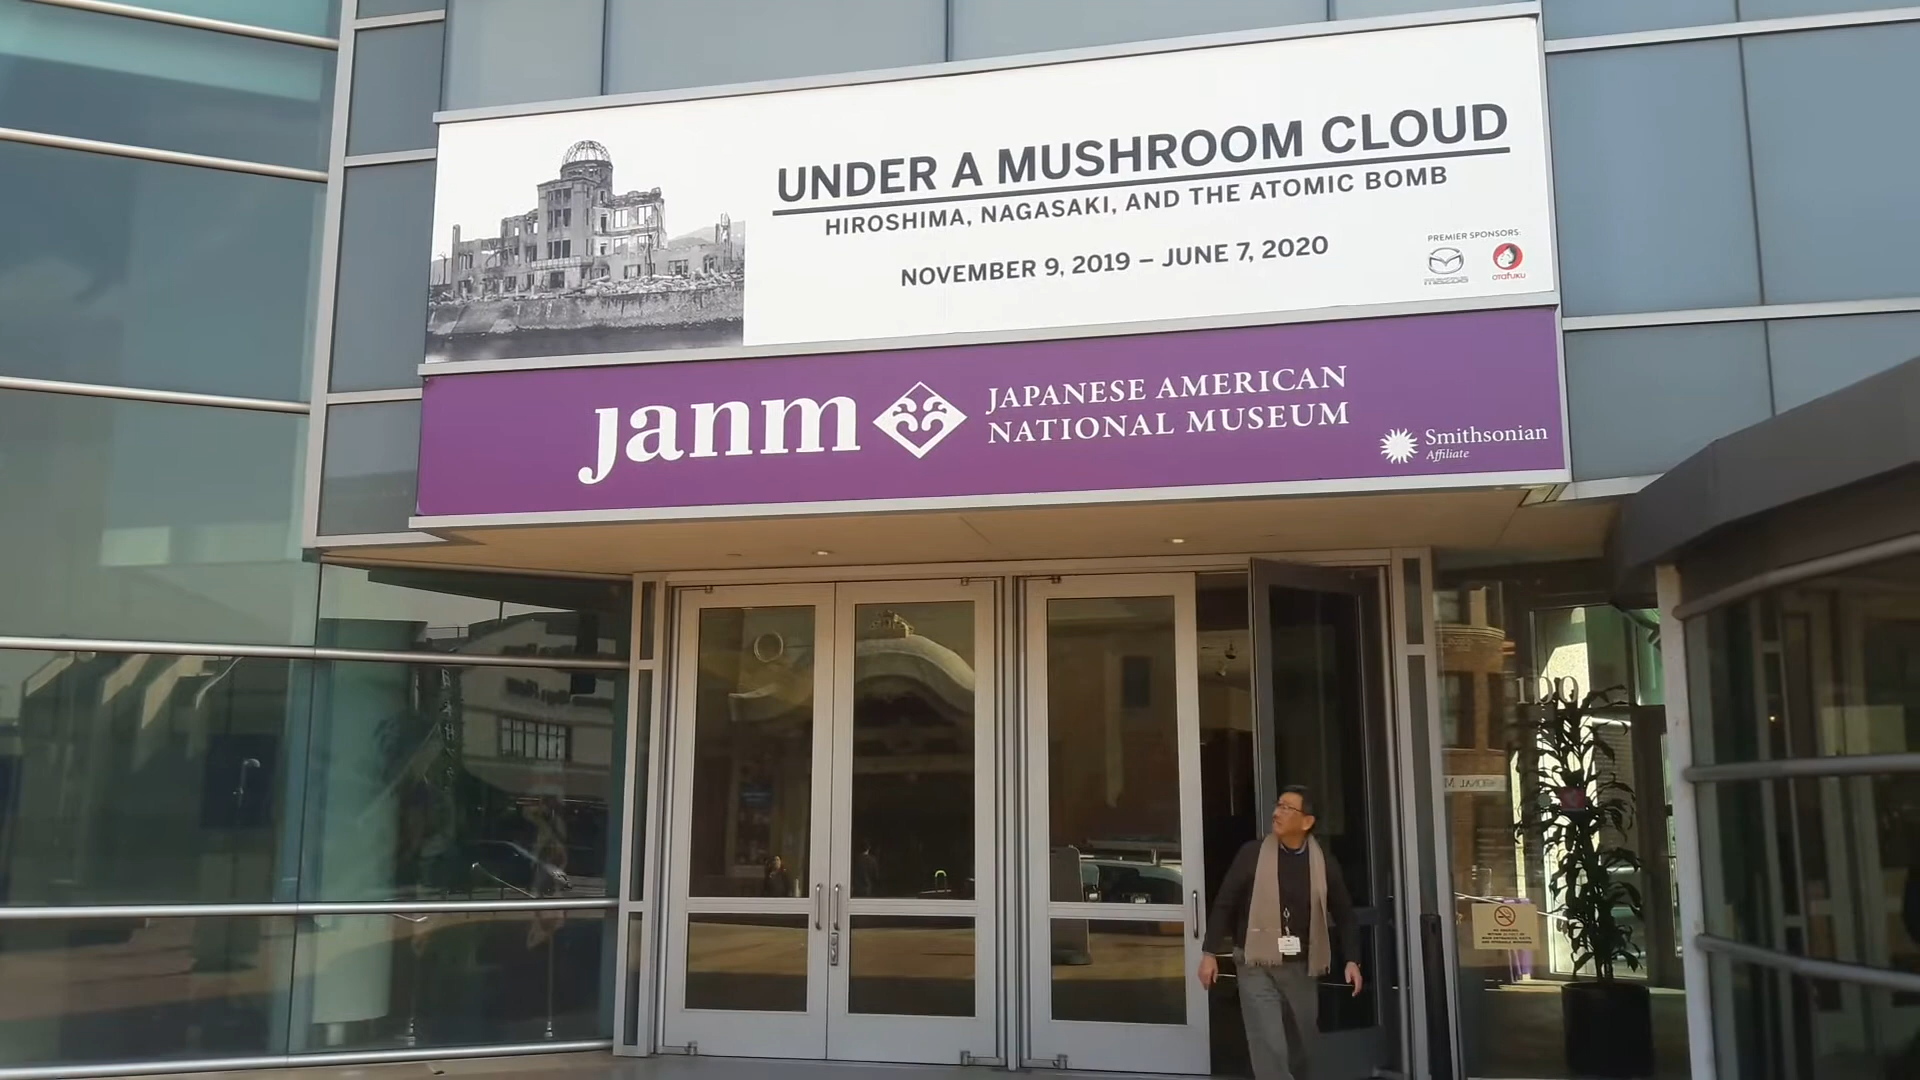 UNDER A MUSHROOM CLOUD
HIROSHIMA, NAGASAKI, AND THE ATOMIC BOMB
NOVEMBER 9, 2019 – JUNE 7, 2020
PREMIER SPONSORS:
mazda
OTAFUKU
janm
JAPANESE AMERICAN
NATIONAL MUSEUM
Smithsonian
Affiliate
100